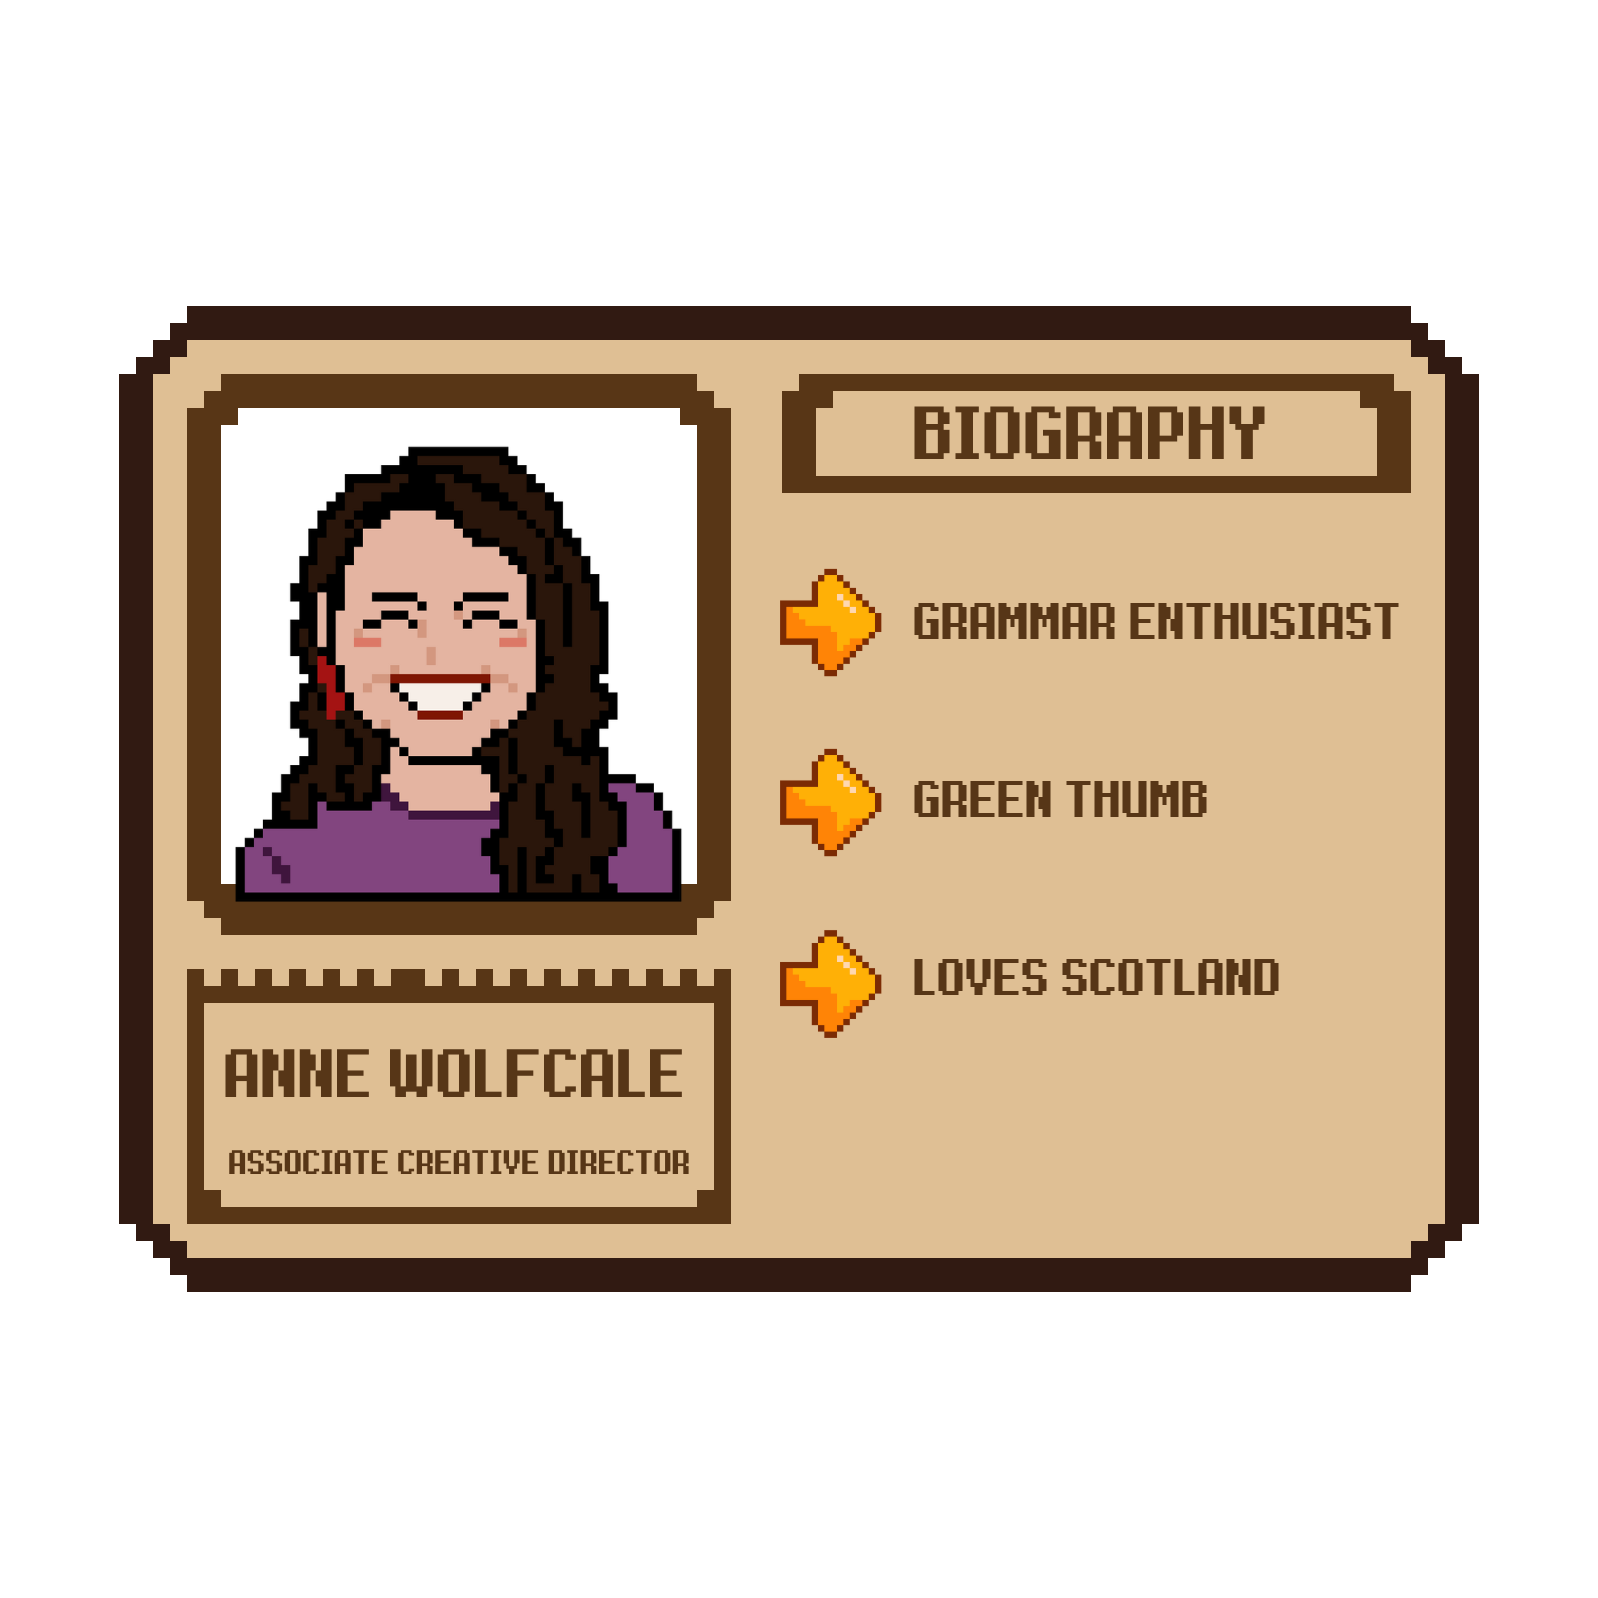 BIOGRAPHY
GRAMMAR ENTHUSIAST
GREEN THUMB
LOVES SCOTLAND
ANNE WOLFCALE
ASSOCIATE CREATIVE DIRECTOR